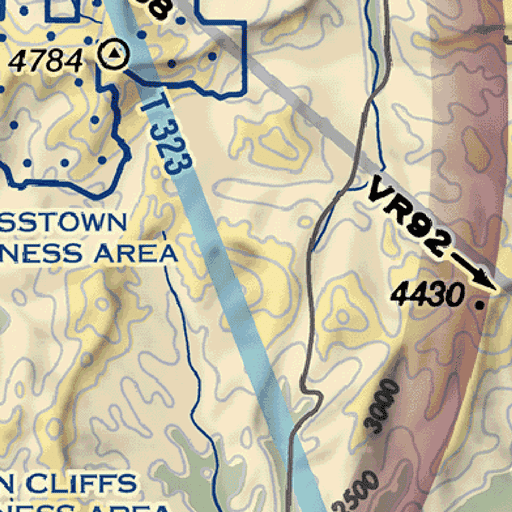 4784
T 323
SSTOWN
NESS AREA
VR92
4430
3000
2500
N CLIFFS
NESS AREA